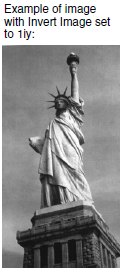 Example of image
with Invert Image set
to 1iy: